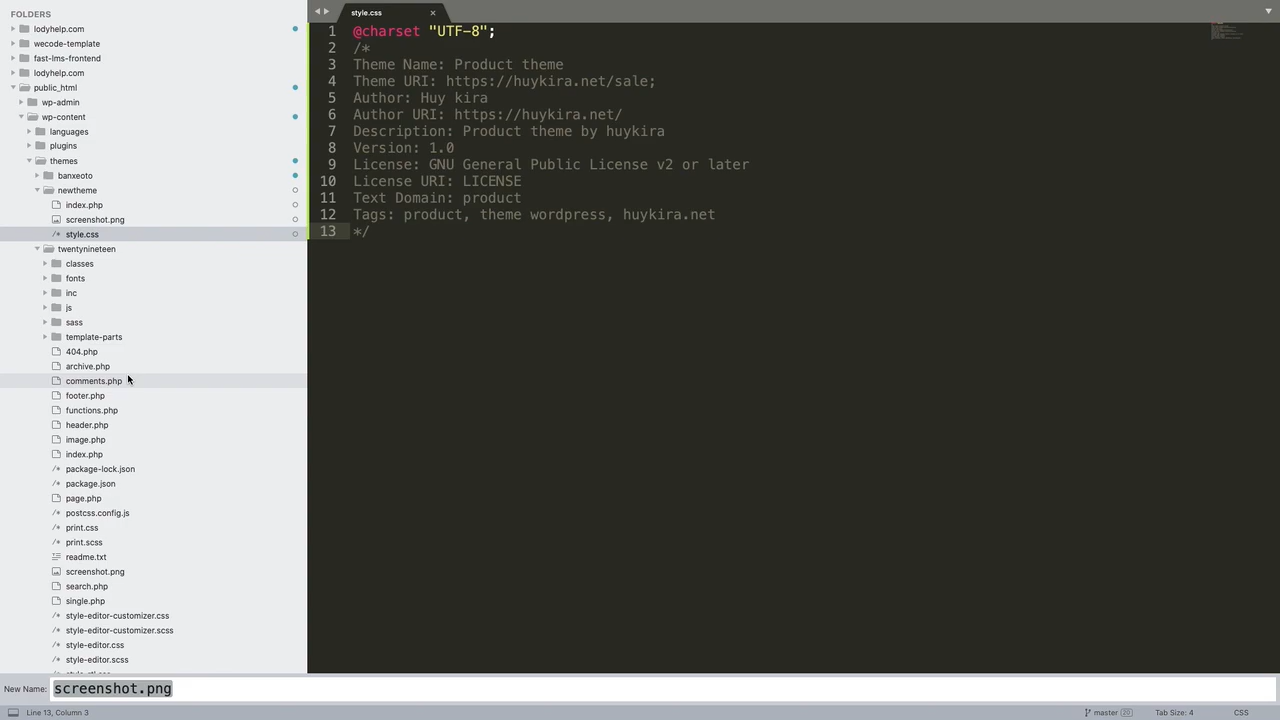 FOLDERS
lodyhelp.com
wecode-template
fast-lms-frontend
lodyhelp.com
public_html
wp-admin
wp-content
languages
plugins
themes
banxeoto
newtheme
index.php
screenshot.png
/* style.css
twentynineteen
classes
fonts
inc
js
sass
template-parts
404.php
archive.php
comments.php
footer.php
functions.php
header.php
image.php
index.php
/* package-lock.json
/* package.json
page.php
/* postcss.config.js
/* print.css
/* print.scss
readme.txt
screenshot.png
search.php
single.php
/* style-editor-customizer.css
/* style-editor-customizer.scss
/* style-editor.css
/* style-editor.scss
style.css ×
1 @charset "UTF-8";
2 /*
3 Theme Name: Product theme
4 Theme URI: https://huykira.net/sale;
5 Author: Huy kira
6 Author URI: https://huykira.net/
7 Description: Product theme by huykira
8 Version: 1.0
9 License: GNU General Public License v2 or later
10 License URI: LICENSE
11 Text Domain: product
12 Tags: product, theme wordpress, huykira.net
13 */
New Name: screenshot.png
Line 13, Column 3
master 20
Tab Size: 4
CSS